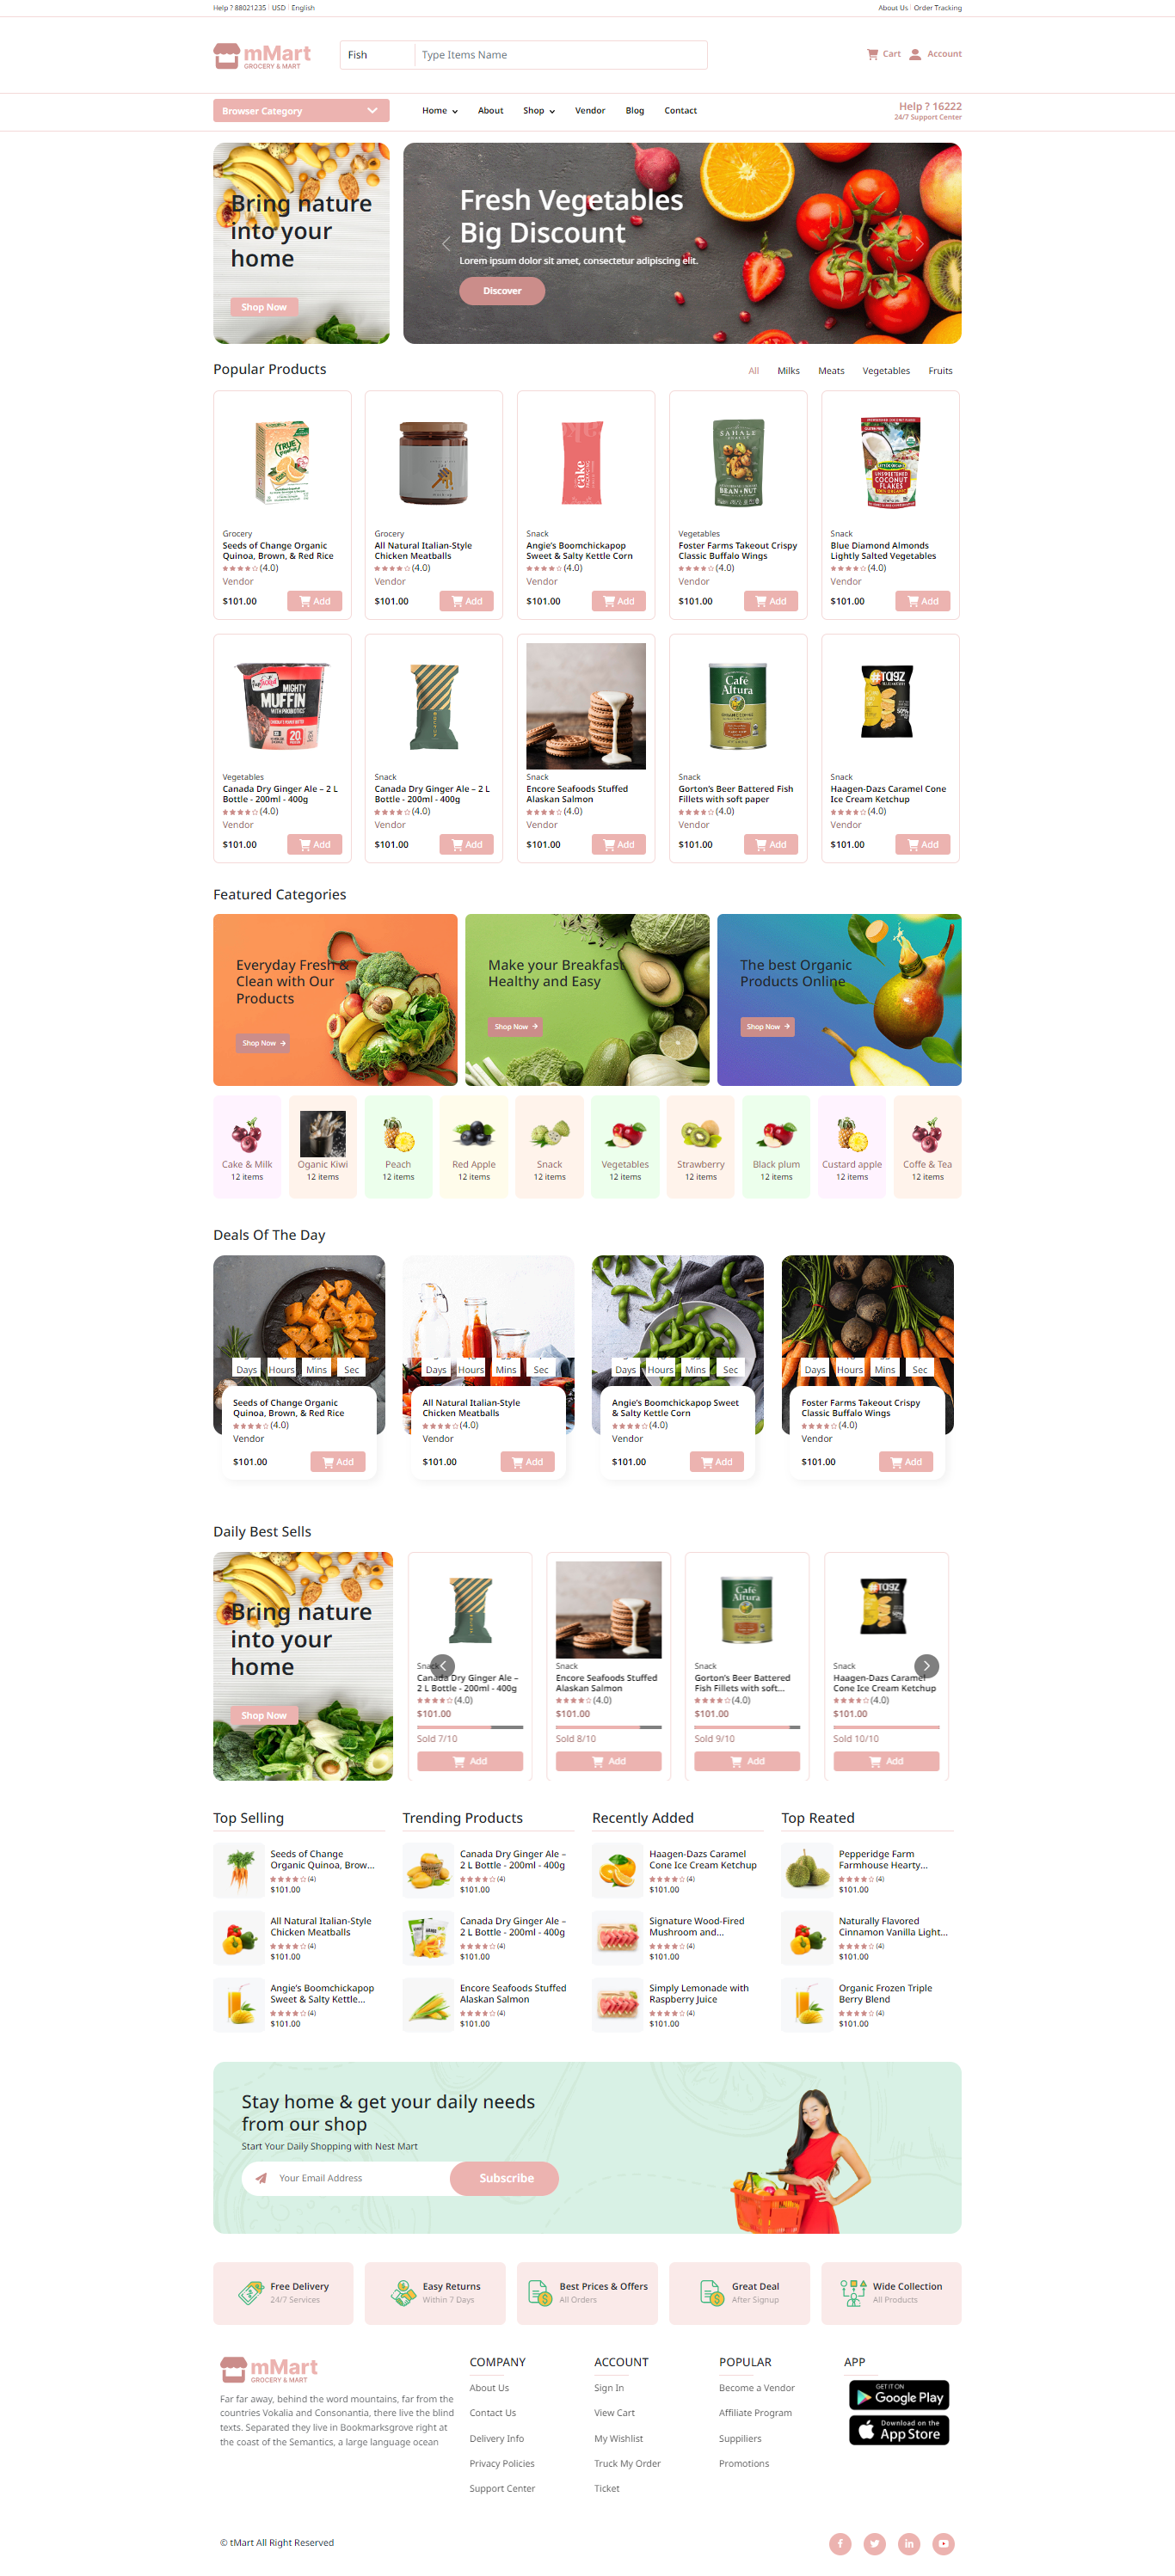 Help ? 88021235 | USD | English
About Us | Order Tracking
mMart
GROCERY & MART
Fish
Type Items Name
Cart
Account
Browser Category
Home
About
Shop
Vendor
Blog
Contact
Help ? 16222
24/7 Support Center
Bring nature
into your
home
Shop Now
Fresh Vegetables
Big Discount
Lorem ipsum dolor sit amet, consectetur adipiscing elit.
Discover
Popular Products
All
Milks
Meats
Vegetables
Fruits
TRUE
Grocery
Seeds of Change Organic
Quinoa, Brown, & Red Rice
(4.0)
Vendor
$101.00
Add
Grocery
All Natural Italian-Style
Chicken Meatballs
(4.0)
Vendor
$101.00
Add
cake
Snack
Angie's Boomchickapop
Sweet & Salty Kettle Corn
(4.0)
Vendor
$101.00
Add
SAHALE
BEAN + NUT
Vegetables
Foster Farms Takeout Crispy
Classic Buffalo Wings
(4.0)
Vendor
$101.00
Add
UNSWEETENED
COCONUT
FLAKES
Snack
Blue Diamond Almonds
Lightly Salted Vegetables
(4.0)
Vendor
$101.00
Add
MIGHTY
MUFFIN
WITH PROBIOTICS
20
Vegetables
Canada Dry Ginger Ale – 2 L
Bottle - 200ml - 400g
(4.0)
Vendor
$101.00
Add
Snack
Canada Dry Ginger Ale – 2 L
Bottle - 200ml - 400g
(4.0)
Vendor
$101.00
Add
Snack
Encore Seafoods Stuffed
Alaskan Salmon
(4.0)
Vendor
$101.00
Add
Café
Altura
Snack
Gorton's Beer Battered Fish
Fillets with soft paper
(4.0)
Vendor
$101.00
Add
#TagZ
Snack
Haagen-Dazs Caramel Cone
Ice Cream Ketchup
(4.0)
Vendor
$101.00
Add
Featured Categories
Everyday Fresh &
Clean with Our
Products
Shop Now
Make your Breakfast
Healthy and Easy
Shop Now
The best Organic
Products Online
Shop Now
Cake & Milk
12 items
Oganic Kiwi
12 items
Peach
12 items
Red Apple
12 items
Snack
12 items
Vegetables
12 items
Strawberry
12 items
Black plum
12 items
Custard apple
12 items
Coffe & Tea
12 items
Deals Of The Day
Days
Hours
Mins
Sec
Seeds of Change Organic
Quinoa, Brown, & Red Rice
(4.0)
Vendor
$101.00
Add
Days
Hours
Mins
Sec
All Natural Italian-Style
Chicken Meatballs
(4.0)
Vendor
$101.00
Add
Days
Hours
Mins
Sec
Angie's Boomchickapop Sweet
& Salty Kettle Corn
(4.0)
Vendor
$101.00
Add
Days
Hours
Mins
Sec
Foster Farms Takeout Crispy
Classic Buffalo Wings
(4.0)
Vendor
$101.00
Add
Daily Best Sells
Bring nature
into your
home
Shop Now
Snack
Canada Dry Ginger Ale –
2 L Bottle - 200ml - 400g
(4.0)
$101.00
Sold 7/10
Add
Snack
Encore Seafoods Stuffed
Alaskan Salmon
(4.0)
$101.00
Sold 8/10
Add
Café
Altura
Snack
Gorton's Beer Battered
Fish Fillets with soft...
(4.0)
$101.00
Sold 9/10
Add
#TagZ
Snack
Haagen-Dazs Caramel
Cone Ice Cream Ketchup
(4.0)
$101.00
Sold 10/10
Add
Top Selling
Seeds of Change
Organic Quinoa, Brow...
(4)
$101.00
All Natural Italian-Style
Chicken Meatballs
(4)
$101.00
Angie's Boomchickapop
Sweet & Salty Kettle...
(4)
$101.00
Trending Products
Canada Dry Ginger Ale –
2 L Bottle - 200ml - 400g
(4)
$101.00
Canada Dry Ginger Ale –
2 L Bottle - 200ml - 400g
(4)
$101.00
Encore Seafoods Stuffed
Alaskan Salmon
(4)
$101.00
Recently Added
Haagen-Dazs Caramel
Cone Ice Cream Ketchup
(4)
$101.00
Signature Wood-Fired
Mushroom and...
(4)
$101.00
Simply Lemonade with
Raspberry Juice
(4)
$101.00
Top Reated
Pepperidge Farm
Farmhouse Hearty...
(4)
$101.00
Naturally Flavored
Cinnamon Vanilla Light...
(4)
$101.00
Organic Frozen Triple
Berry Blend
(4)
$101.00
Stay home & get your daily needs
from our shop
Start Your Daily Shopping with Nest Mart
Your Email Address
Subscribe
Free Delivery
24/7 Services
Easy Returns
Within 7 Days
Best Prices & Offers
All Orders
Great Deal
After Signup
Wide Collection
All Products
mMart
GROCERY & MART
Far far away, behind the word mountains, far from the
countries Vokalia and Consonantia, there live the blind
texts. Separated they live in Bookmarksgrove right at
the coast of the Semantics, a large language ocean
COMPANY
About Us
Contact Us
Delivery Info
Privacy Policies
Support Center
ACCOUNT
Sign In
View Cart
My Wishlist
Truck My Order
Ticket
POPULAR
Become a Vendor
Affiliate Program
Suppiliers
Promotions
APP
GET IT ON
Google Play
Download on the
App Store
© tMart All Right Reserved